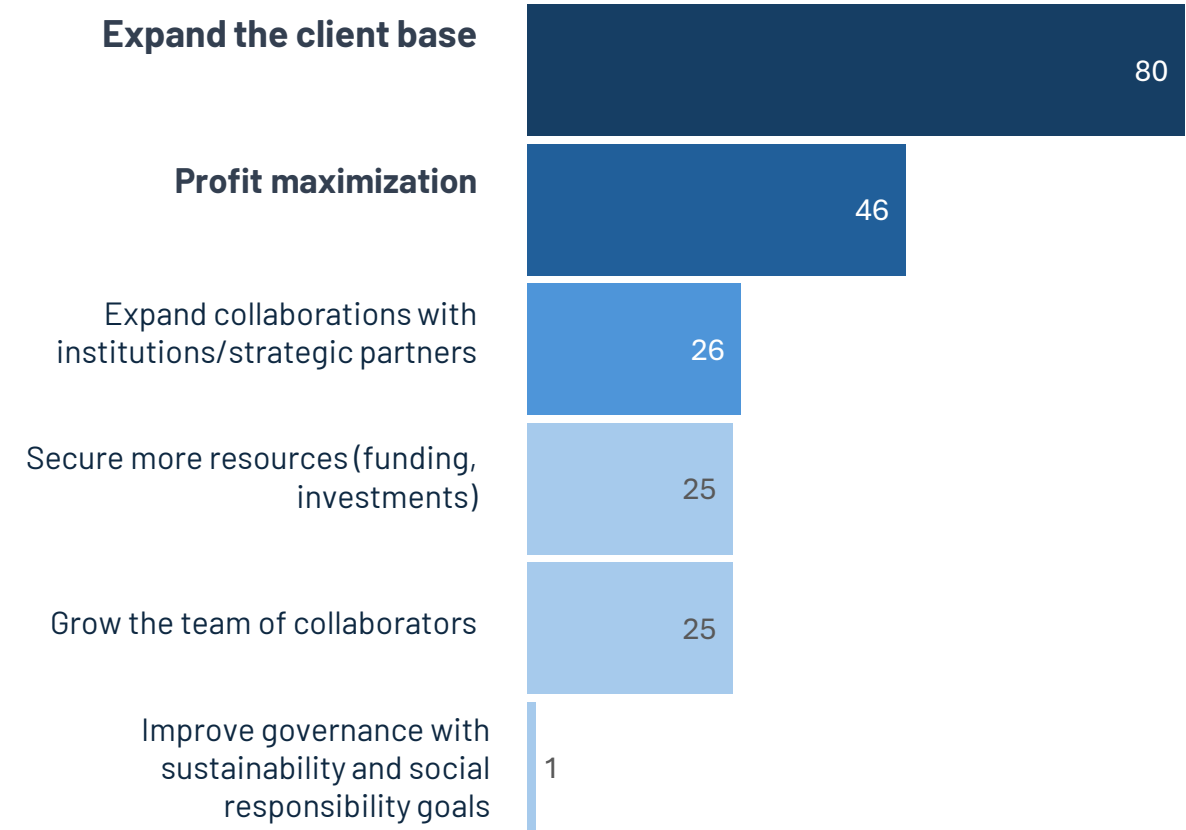 Expand the client base
80
Profit maximization
46
Expand collaborations with
institutions/strategic partners
26
Secure more resources (funding,
investments)
25
Grow the team of collaborators
25
Improve governance with
sustainability and social
responsibility goals
1